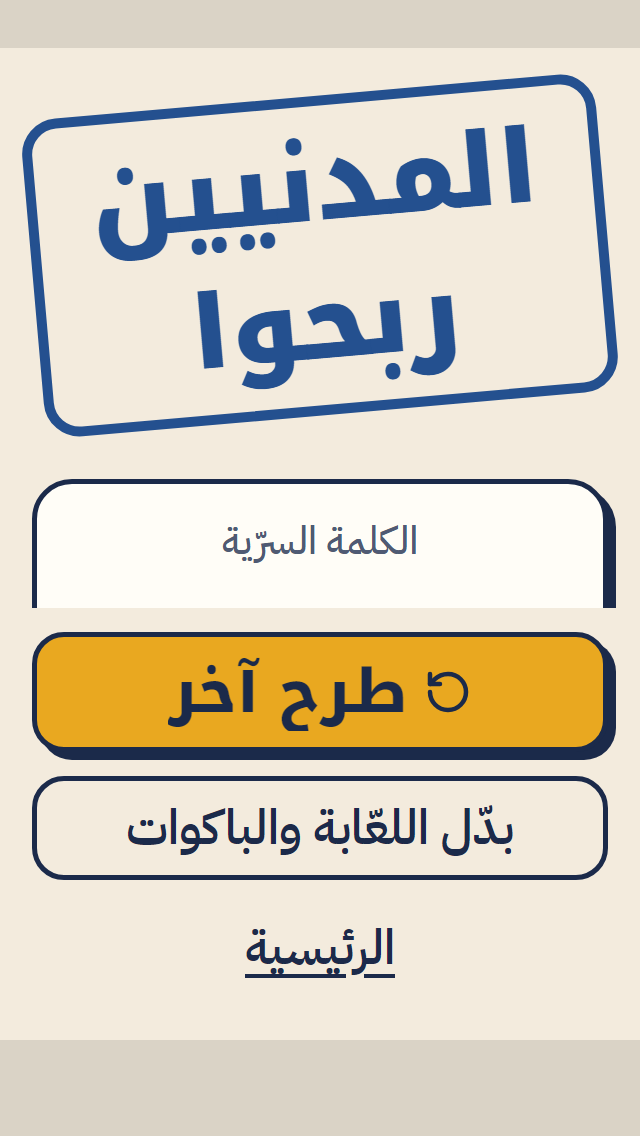 المدنيين
ربحوا
الكلمة السرّية
طرح آخر
بدّل اللعّابة والباكوات
الرئيسية